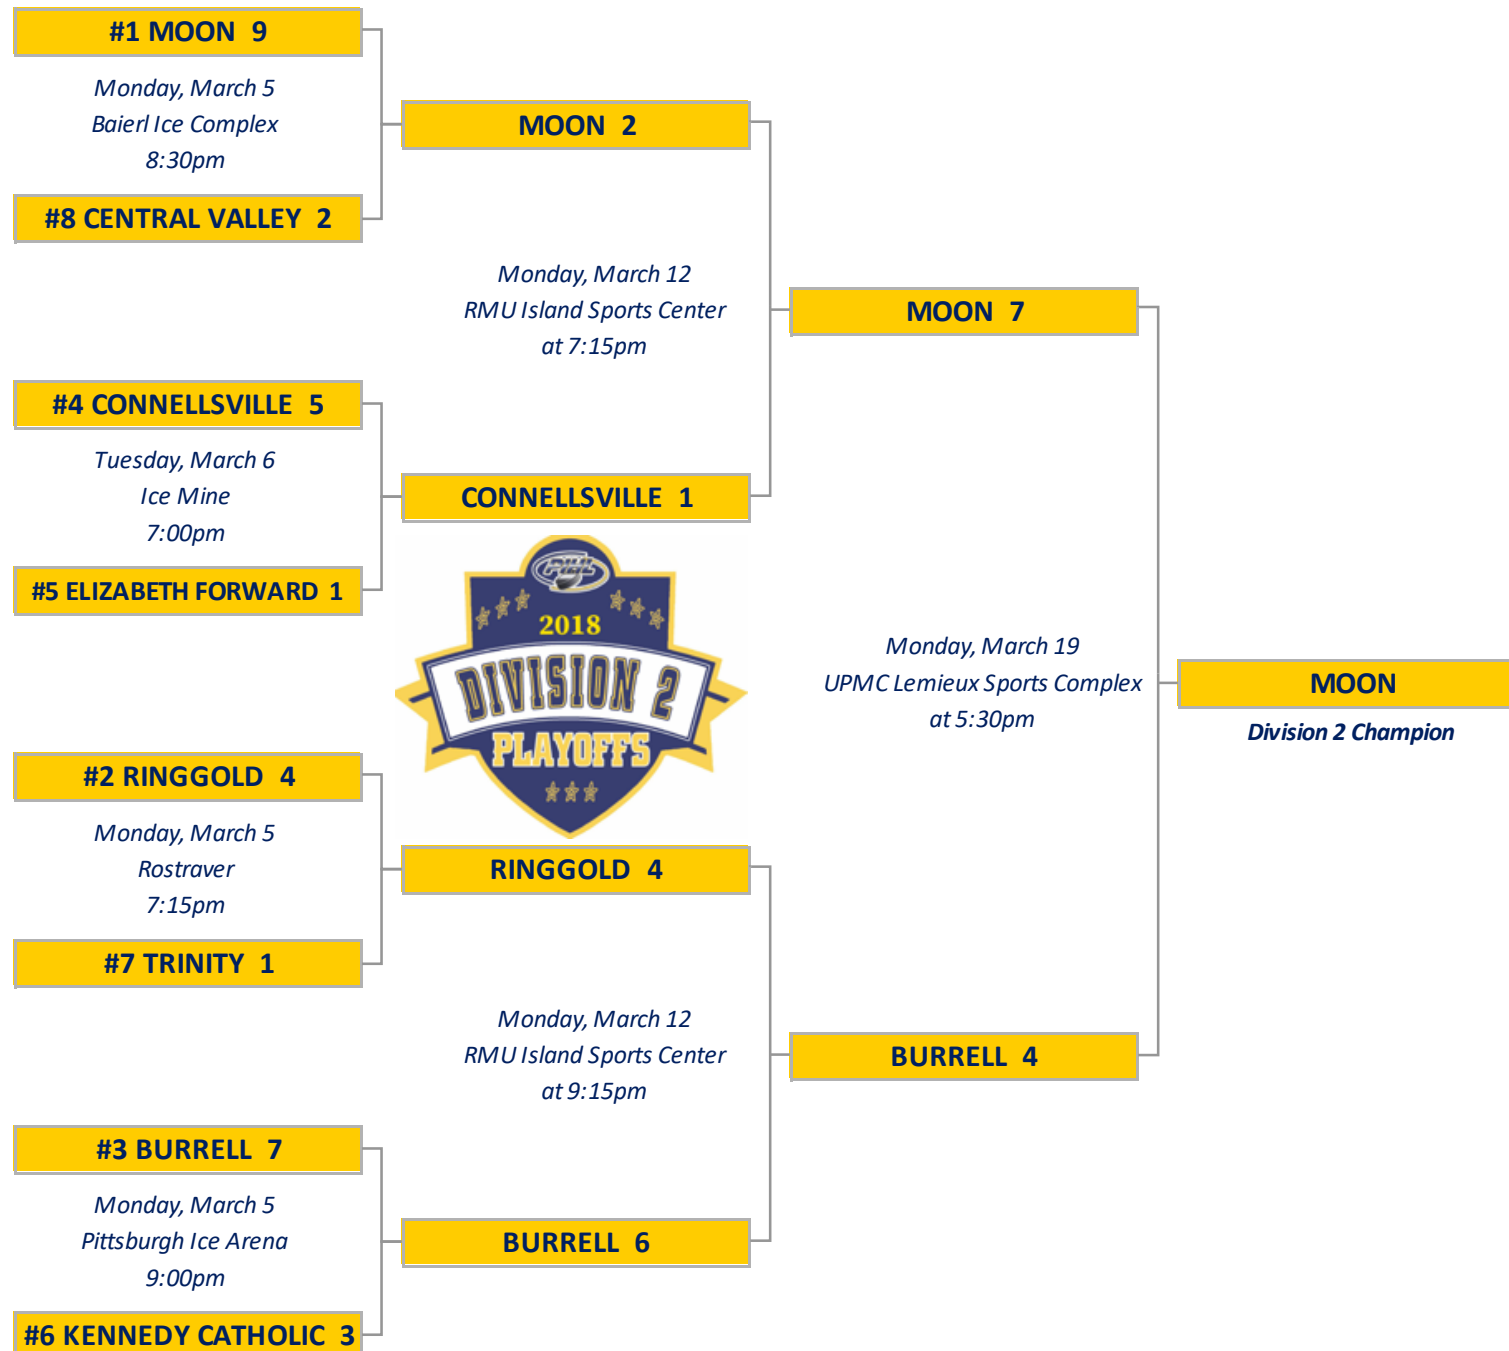 #1 MOON 9
Monday, March 5
Baierl Ice Complex
8:30pm
#8 CENTRAL VALLEY 2
#4 CONNELLSVILLE 5
Tuesday, March 6
Ice Mine
7:00pm
#5 ELIZABETH FORWARD 1
#2 RINGGOLD 4
Monday, March 5
Rostraver
7:15pm
#7 TRINITY 1
#3 BURRELL 7
Monday, March 5
Pittsburgh Ice Arena
9:00pm
#6 KENNEDY CATHOLIC 3
MOON 2
Monday, March 12
RMU Island Sports Center
at 7:15pm
CONNELLSVILLE 1
PIHL
2018
DIVISION 2
PLAYOFFS
RINGGOLD 4
Monday, March 12
RMU Island Sports Center
at 9:15pm
BURRELL 6
MOON 7
Monday, March 19
UPMC Lemieux Sports Complex
at 5:30pm
BURRELL 4
MOON
Division 2 Champion